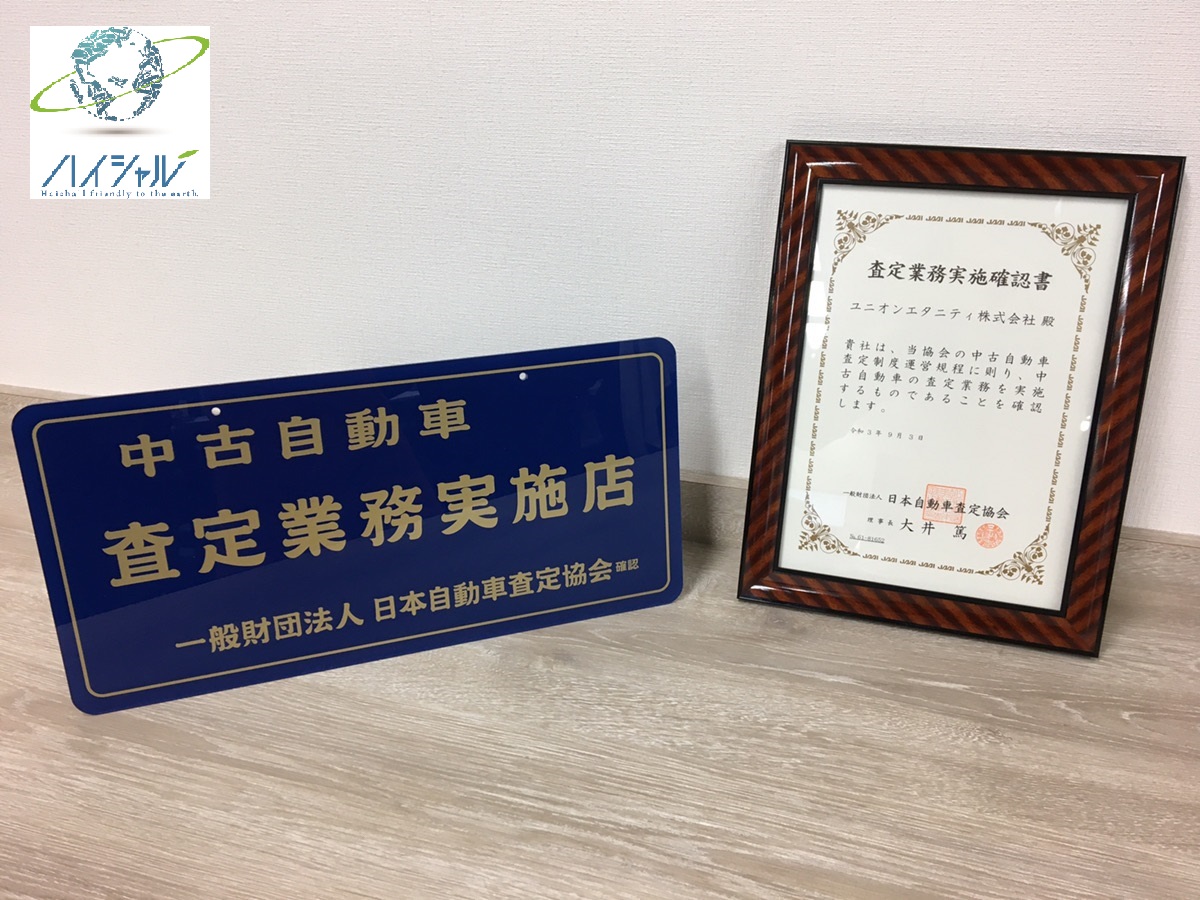 ハイシャル
Haisha l friendly to the earth.
中古自動車
査定業務実施店
一般財団法人 日本自動車査定協会 確認
査定業務実施確認書
ユニオンエタニティ株式会社 殿
貴社は、当協会の中古自動車
査定制度運営規程に則り、中
古自動車の査定業務を実施
するものであることを確認
します。
令和3年9月3日
一般財団法人 日本自動車査定協会
理事長 大井 篤